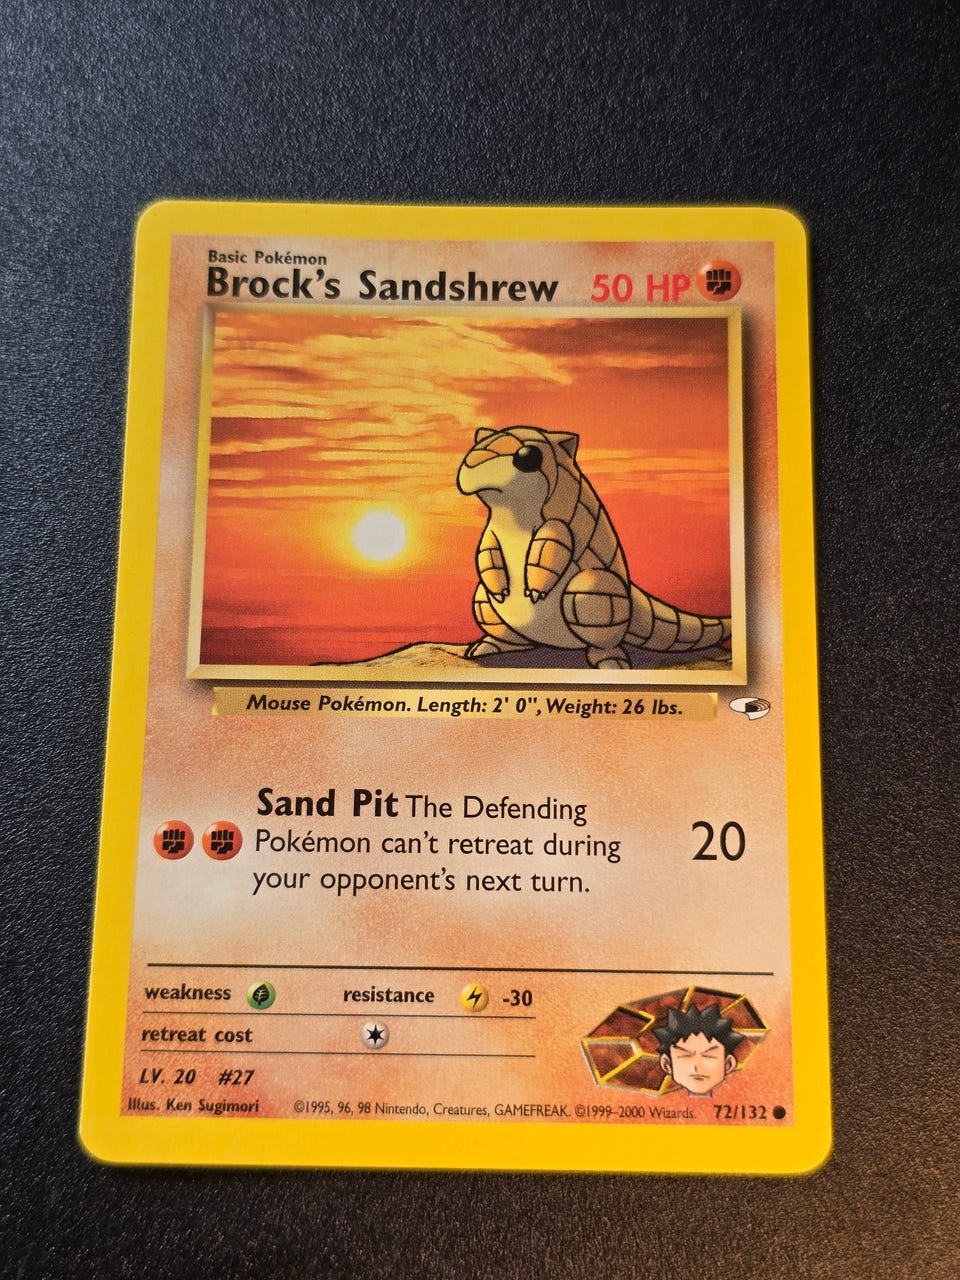 Basic Pokémon
Brock's Sandshrew 50 HP
Mouse Pokémon. Length: 2' 0", Weight: 26 lbs.
Sand Pit The Defending
Pokémon can't retreat during
your opponent's next turn.
20
weakness resistance -30
retreat cost
LV. 20 #27
Illus. Ken Sugimori ©1995, 96, 98 Nintendo, Creatures, GAMEFREAK. ©1999–2000 Wizards. 72/132 ●